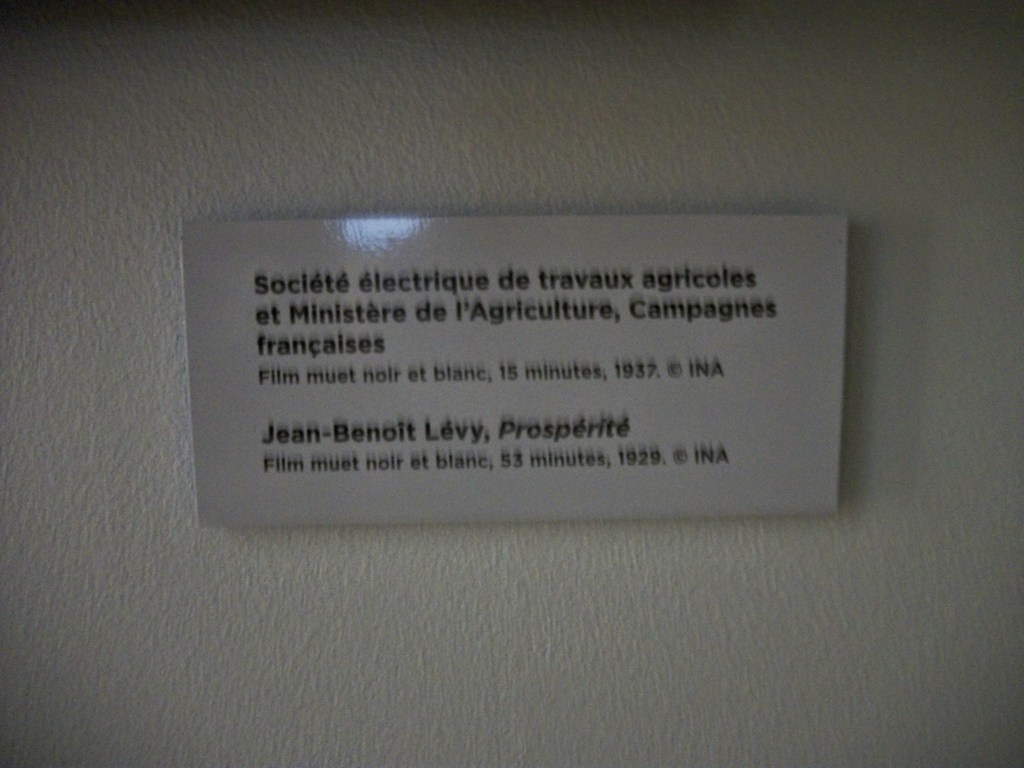 Société électrique de travaux agricoles
et Ministère de l'Agriculture, Campagnes
françaises
Film muet noir et blanc, 15 minutes, 1937. © INA
Jean-Benoît Lévy, Prospérité
Film muet noir et blanc, 53 minutes, 1929. © INA